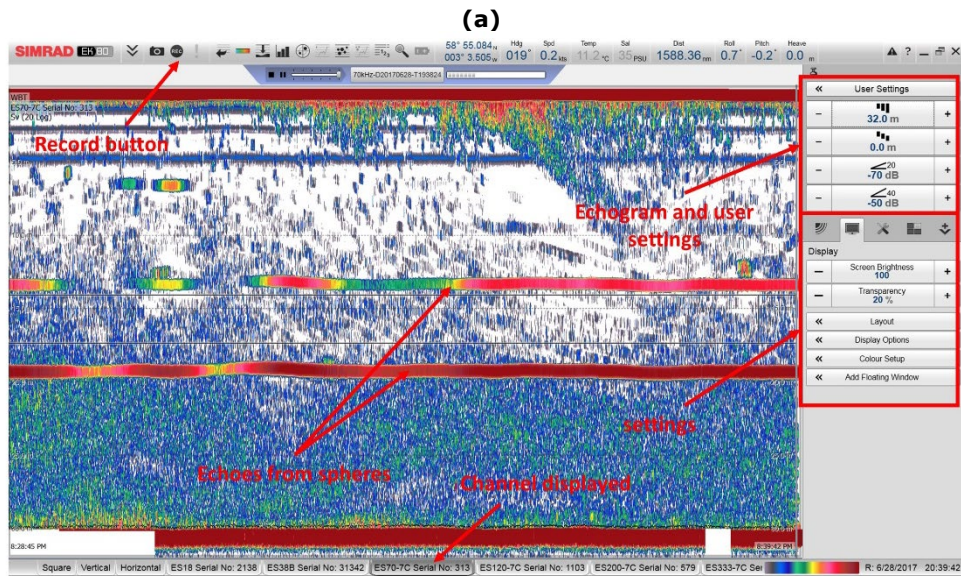 (a)
SIMRAD EK80 REC 58° 55.084 N Hdg Spd Temp Sal Dist Roll Pitch Heave
003° 3.505 W 019° 0.2 kts 11.2 °C 35 PSU 1588.36 nm 0.7° -0.2° 0.0 m ?
70kHz-D20170628-T193824
WBT
ES70-7C Serial No: 313
Sv (20 Log)
Record button
Echogram and user
settings
Echoes from spheres
settings
Channel displayed
8:28:45 PM
8:39:42 PM
User Settings
32.0 m
0.0 m
20
-70 dB
40
-50 dB
Display
Screen Brightness
100
Transparency
20 %
Layout
Display Options
Colour Setup
Add Floating Window
Square Vertical Horizontal ES18 Serial No: 2138 ES38B Serial No: 31342 ES70-7C Serial No: 313 ES120-7C Serial No: 1103 ES200-7C Serial No: 579 ES333-7C Ser R: 6/28/2017 20:39:42